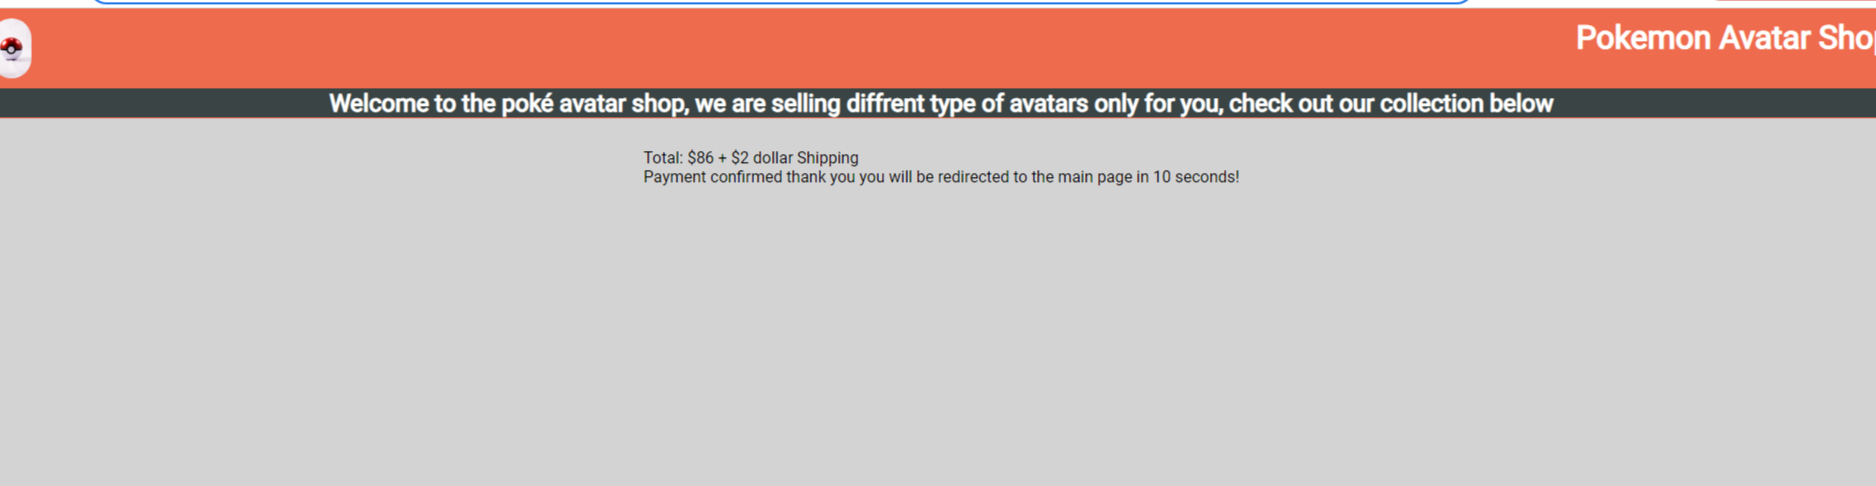 Pokemon Avatar Shop
Welcome to the poké avatar shop, we are selling diffrent type of avatars only for you, check out our collection below
Total: $86 + $2 dollar Shipping
Payment confirmed thank you you will be redirected to the main page in 10 seconds!